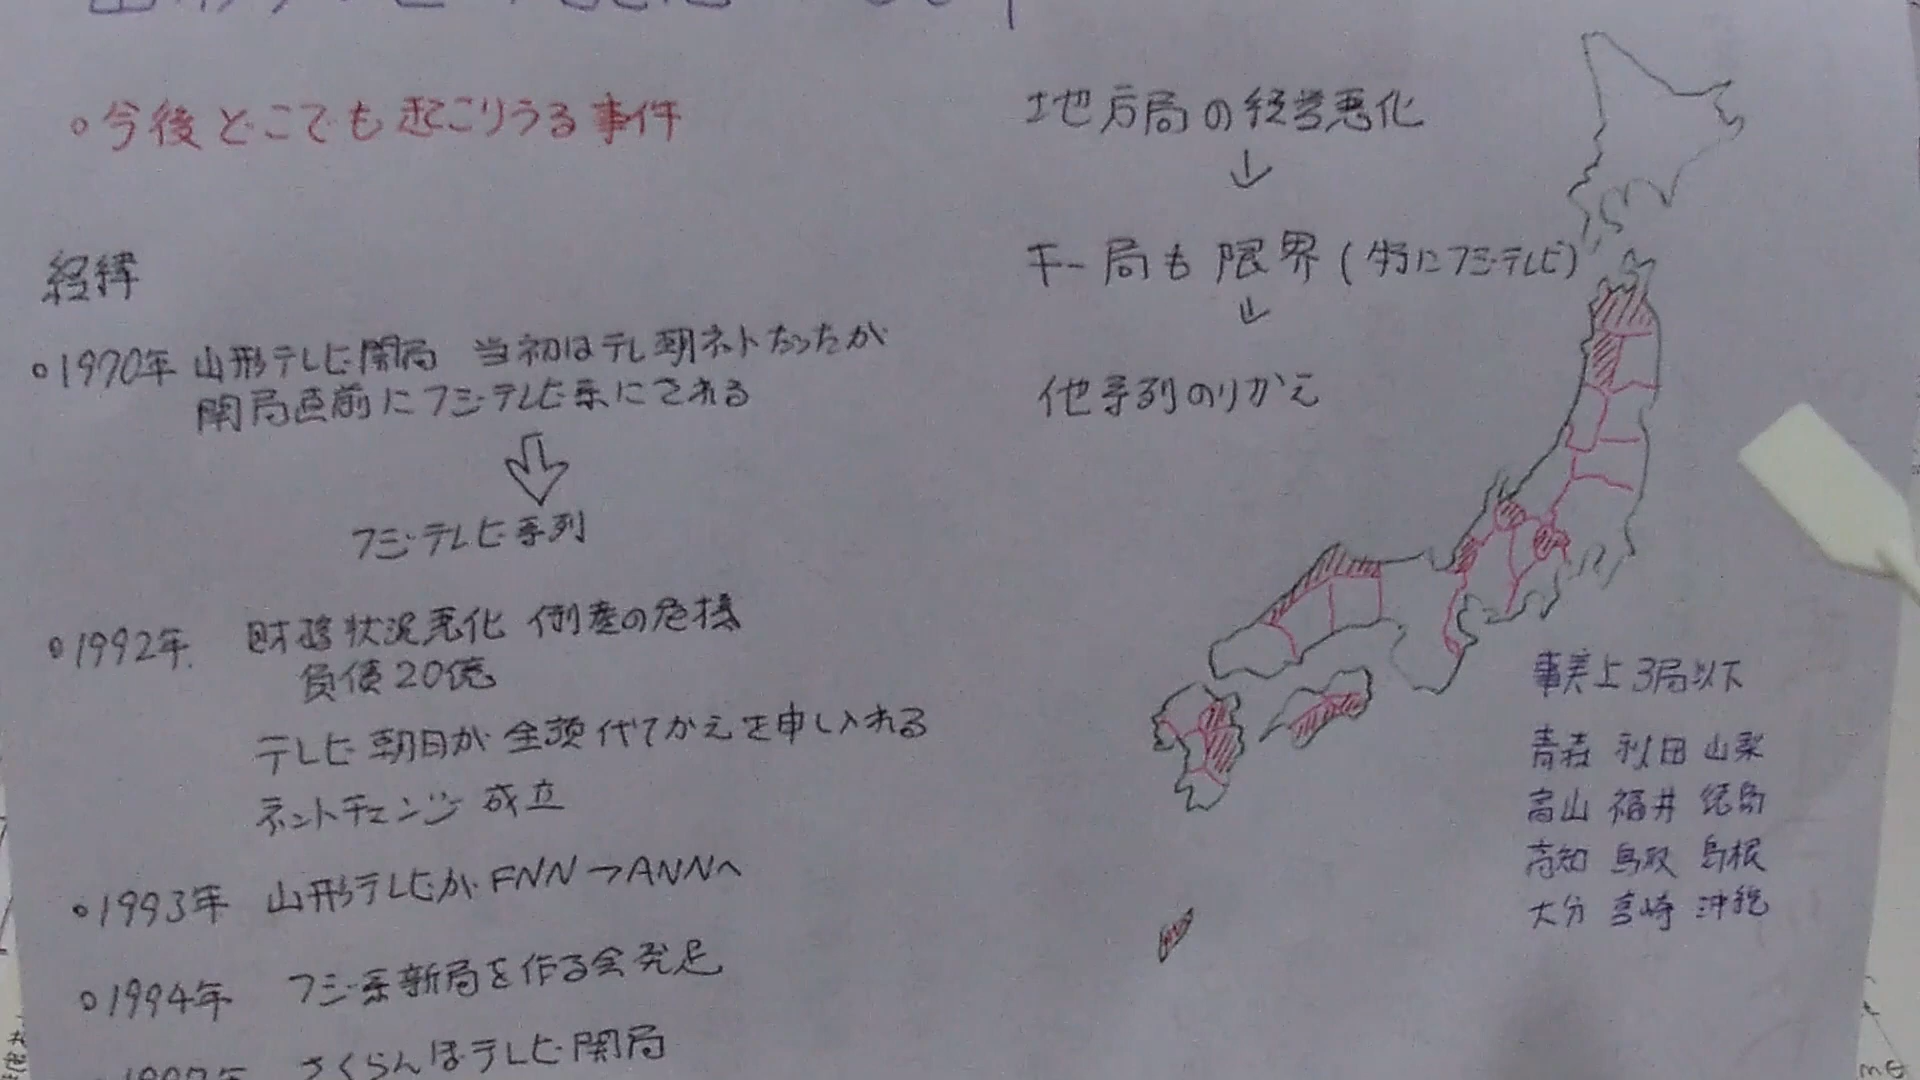 ◦今後どこでも起こりうる事件
経緯
◦1970年 山形テレビ開局 当初はテレ朝ネトだったが
開局直前にフジテレビ系にされる
フジテレビ系列
◦1992年 財務状況悪化 倒産の危機
負債20億
テレビ朝日が全額代てかえを申し入れる
ネットチェンジ成立
◦1993年 山形テレビがFNN→ANNへ
◦1994年 フジ系新局を作る会発足
さくらんぼテレビ開局
地方局の経営悪化
↓
キー局も限界(特にフジテレビ)
↓
他系列のりかえ
事実上3局以下
青森 秋田 山梨
富山 福井 徳島
高知 鳥取 島根
大分 宮崎 沖縄